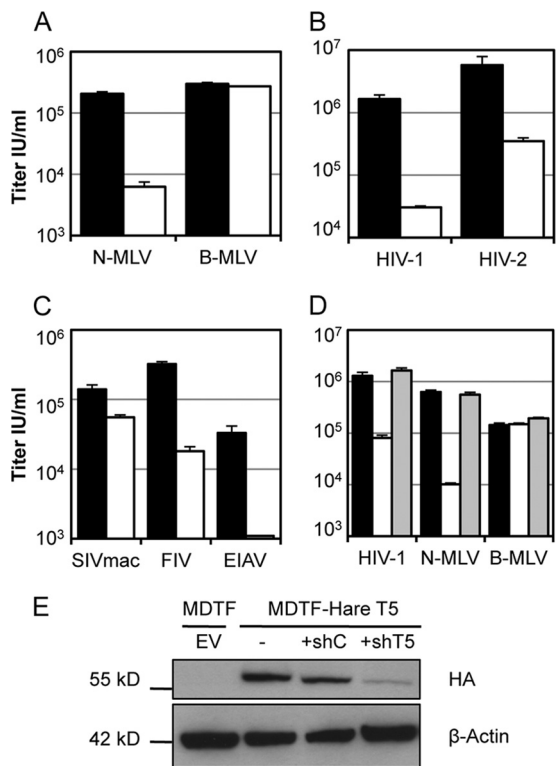 A
Titer IU/ml
10⁶
10⁵
10⁴
10³
N-MLV B-MLV
B
10⁷
10⁶
10⁵
10⁴
HIV-1 HIV-2
C
Titer IU/ml
10⁶
10⁵
10⁴
10³
SIVmac FIV EIAV
D
10⁷
10⁶
10⁵
10⁴
10³
HIV-1 N-MLV B-MLV
E
MDTF MDTF-Hare T5
EV - +shC +shT5
55 kD HA
42 kD β-Actin